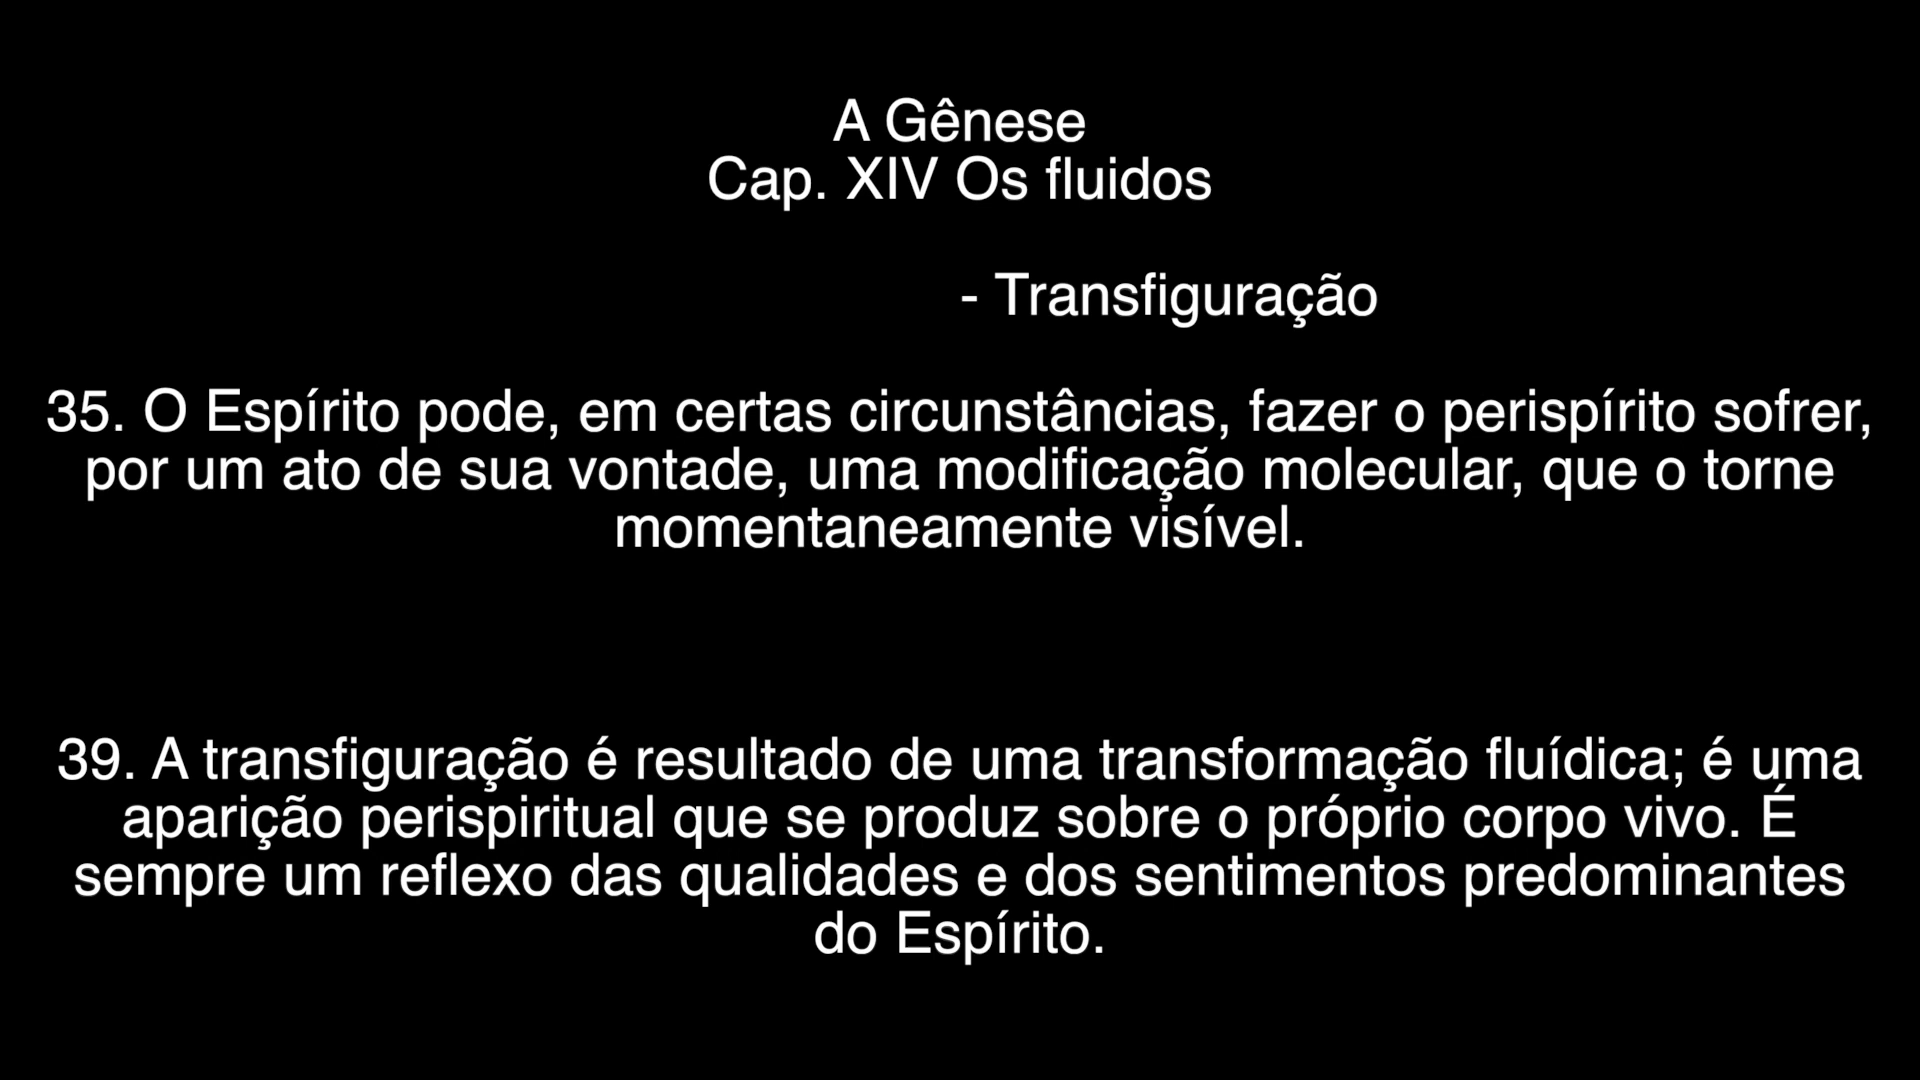 A Gênese
Cap. XIV Os fluidos
- Transfiguração
35. O Espírito pode, em certas circunstâncias, fazer o perispírito sofrer,
por um ato de sua vontade, uma modificação molecular, que o torne
momentaneamente visível.
39. A transfiguração é resultado de uma transformação fluídica; é uma
aparição perispiritual que se produz sobre o próprio corpo vivo. É
sempre um reflexo das qualidades e dos sentimentos predominantes
do Espírito.